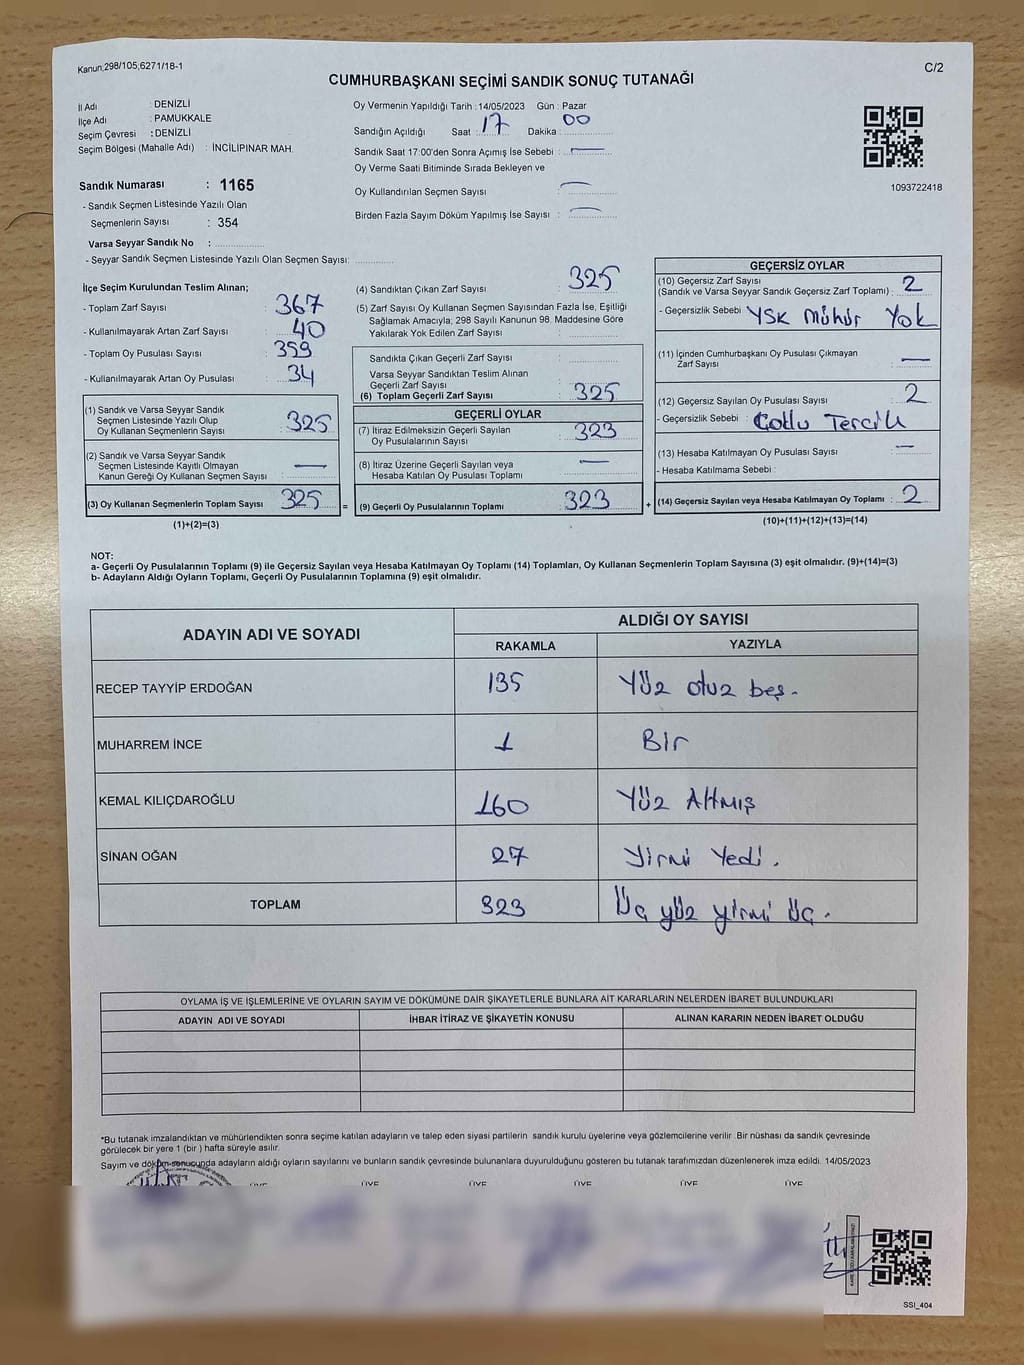 Kanun;298/105;6271/18-1
C/2
CUMHURBAŞKANI SEÇİMİ SANDIK SONUÇ TUTANAĞI
İl Adı : DENİZLİ
İlçe Adı : PAMUKKALE
Seçim Çevresi : DENİZLİ
Seçim Bölgesi (Mahalle Adı) : İNCİLİPINAR MAH.
Sandık Numarası : 1165
- Sandık Seçmen Listesinde Yazılı Olan
Seçmenlerin Sayısı : 354
Varsa Seyyar Sandık No :
- Seyyar Sandık Seçmen Listesinde Yazılı Olan Seçmen Sayısı:
Oy Vermenin Yapıldığı Tarih : 14/05/2023 Gün : Pazar
Sandığın Açıldığı Saat : 17 Dakika : 00
Sandık Saat 17:00'den Sonra Açımış İse Sebebi : —
Oy Verme Saati Bitiminde Sırada Bekleyen ve
Oy Kullandırılan Seçmen Sayısı : —
Birden Fazla Sayım Döküm Yapılmış İse Sayısı : —
1093722418
İlçe Seçim Kurulundan Teslim Alınan;
- Toplam Zarf Sayısı : 367
- Kullanılmayarak Artan Zarf Sayısı : 40
- Toplam Oy Pusulası Sayısı : 359
- Kullanılmayarak Artan Oy Pusulası : 34
(1) Sandık ve Varsa Seyyar Sandık
Seçmen Listesinde Yazılı Olup
Oy Kullanan Seçmenlerin Sayısı : 325
(2) Sandık ve Varsa Seyyar Sandık
Seçmen Listesinde Kayıtlı Olmayan
Kanun Gereği Oy Kullanan Seçmen Sayısı : —
(3) Oy Kullanan Seçmenlerin Toplam Sayısı : 325 =
(1)+(2)=(3)
(4) Sandıktan Çıkan Zarf Sayısı : 325
(5) Zarf Sayısı Oy Kullanan Seçmen Sayısından Fazla İse, Eşitliği
Sağlamak Amacıyla; 298 Sayılı Kanunun 98. Maddesine Göre
Yakılarak Yok Edilen Zarf Sayısı :
Sandıkta Çıkan Geçerli Zarf Sayısı :
Varsa Seyyar Sandıktan Teslim Alınan
Geçerli Zarf Sayısı :
(6) Toplam Geçerli Zarf Sayısı : 325
GEÇERLİ OYLAR
(7) İtiraz Edilmeksizin Geçerli Sayılan
Oy Pusulalarının Sayısı : 323
(8) İtiraz Üzerine Geçerli Sayılan veya
Hesaba Katılan Oy Pusulası Toplamı : —
(9) Geçerli Oy Pusulalarının Toplamı : 323 +
GEÇERSİZ OYLAR
(10) Geçersiz Zarf Sayısı
(Sandık ve Varsa Seyyar Sandık Geçersiz Zarf Toplamı) : 2
- Geçersizlik Sebebi : YSK Mühür Yok
(11) İçinden Cumhurbaşkanı Oy Pusulası Çıkmayan
Zarf Sayısı : —
(12) Geçersiz Sayılan Oy Pusulası Sayısı : 2
- Geçersizlik Sebebi : Çoklu Tercih
(13) Hesaba Katılmayan Oy Pusulası Sayısı : —
- Hesaba Katılmama Sebebi :
(14) Geçersiz Sayılan veya Hesaba Katılmayan Oy Toplamı : 2
(10)+(11)+(12)+(13)=(14)
NOT:
a- Geçerli Oy Pusulalarının Toplamı (9) ile Geçersiz Sayılan veya Hesaba Katılmayan Oy Toplamı (14) Toplamları, Oy Kullanan Seçmenlerin Toplam Sayısına (3) eşit olmalıdır. (9)+(14)=(3)
b- Adayların Aldığı Oyların Toplamı, Geçerli Oy Pusulalarının Toplamına (9) eşit olmalıdır.
ADAYIN ADI VE SOYADI
ALDIĞI OY SAYISI
RAKAMLA YAZIYLA
RECEP TAYYİP ERDOĞAN 135 Yüz otuz beş.
MUHARREM İNCE 1 Bir
KEMAL KILIÇDAROĞLU 160 Yüz Altmış
SİNAN OĞAN 27 Yirmi Yedi.
TOPLAM 323 Üç yüz yirmi üç.
OYLAMA İŞ VE İŞLEMLERİNE VE OYLARIN SAYIM VE DÖKÜMÜNE DAİR ŞİKAYETLERLE BUNLARA AİT KARARLARIN NELERDEN İBARET BULUNDUKLARI
ADAYIN ADI VE SOYADI İHBAR İTİRAZ VE ŞİKAYETİN KONUSU ALINAN KARARIN NEDEN İBARET OLDUĞU
*Bu tutanak imzalandıktan ve mühürlendikten sonra seçime katılan adayların ve talep eden siyasi partilerin sandık kurulu üyelerine veya gözlemcilerine verilir. Bir nüshası da sandık çevresinde
görülecek bir yere 1 (bir ) hafta süreyle asılır.
Sayım ve döküm sonucunda adayların aldığı oyların sayılarını ve bunların sandık çevresinde bulunanlara duyurulduğunu gösteren bu tutanak tarafımızdan düzenlenerek imza edildi. 14/05/2023
ÜYE ÜYE ÜYE ÜYE ÜYE ÜYE
SSİ_404